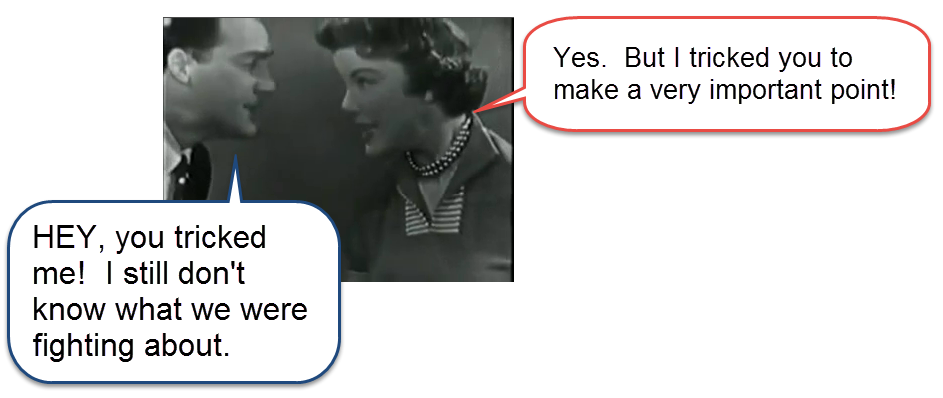 HEY, you tricked
me!  I still don't
know what we were
fighting about.
Yes.  But I tricked you to
make a very important point!